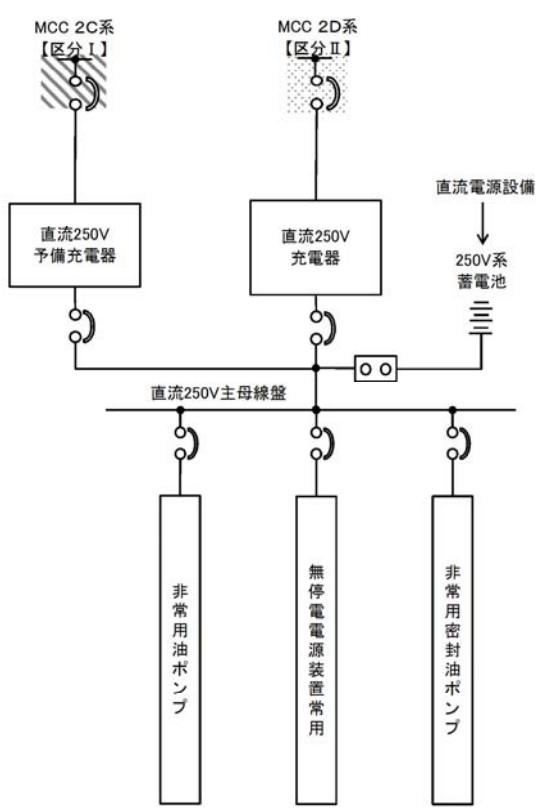 MCC 2C系
【区分Ⅰ】
MCC 2D系
【区分Ⅱ】
直流電源設備
250V系
蓄電池
直流250V
予備充電器
直流250V
充電器
直流250V主母線盤
非常用油ポンプ
無停電電源装置常用
非常用密封油ポンプ